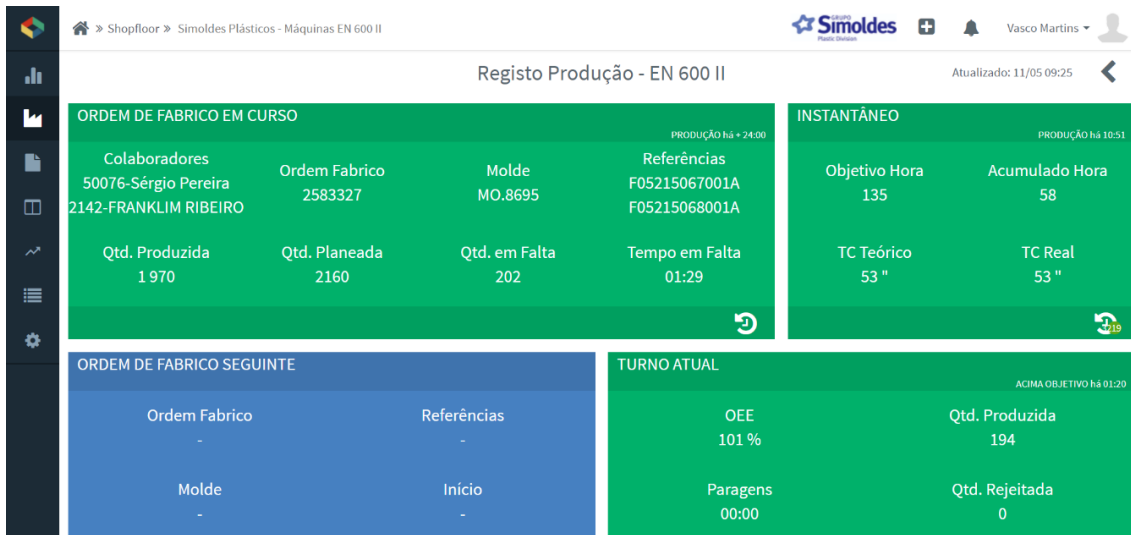 » Shopfloor » Simoldes Plásticos - Máquinas EN 600 II
GRUPO
Simoldes
Plastic Division
Vasco Martins
Registo Produção - EN 600 II
Atualizado: 11/05 09:25
ORDEM DE FABRICO EM CURSO
PRODUÇÃO há + 24:00
Colaboradores
50076-Sérgio Pereira
2142-FRANKLIM RIBEIRO
Ordem Fabrico
2583327
Molde
MO.8695
Referências
F05215067001A
F05215068001A
Qtd. Produzida
1 970
Qtd. Planeada
2160
Qtd. em Falta
202
Tempo em Falta
01:29
INSTANTÂNEO
PRODUÇÃO há 10:51
Objetivo Hora
135
Acumulado Hora
58
TC Teórico
53 "
TC Real
53 "
219
ORDEM DE FABRICO SEGUINTE
Ordem Fabrico
-
Referências
-
Molde
-
Início
-
TURNO ATUAL
ACIMA OBJETIVO há 01:20
OEE
101 %
Qtd. Produzida
194
Paragens
00:00
Qtd. Rejeitada
0